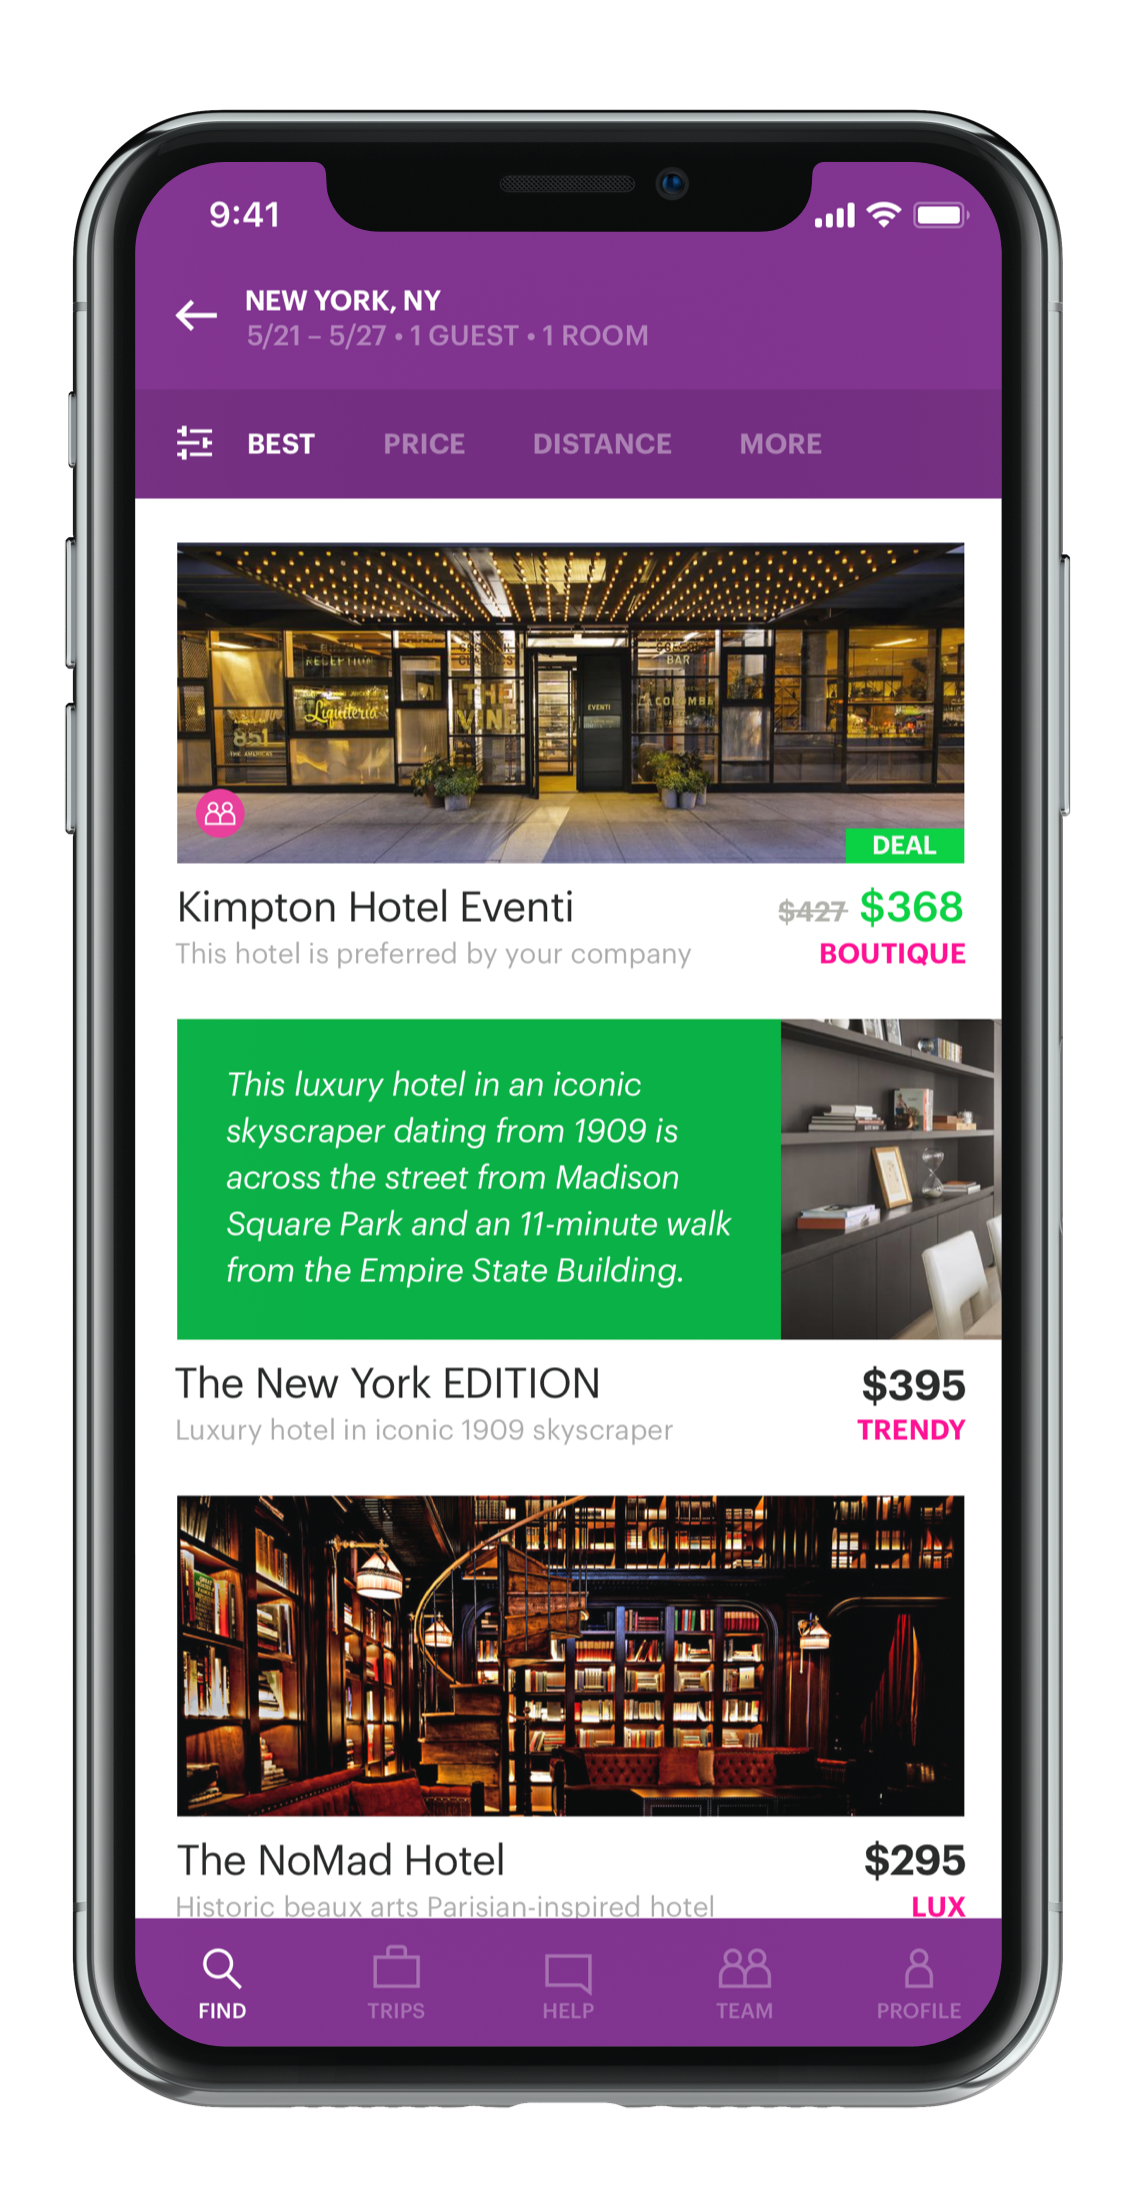 9:41
NEW YORK, NY
5/21 – 5/27 • 1 GUEST • 1 ROOM
BEST PRICE DISTANCE MORE
RECEPTION
Liquiteria
851
THE AMERICAS
THE
VINE
EVENTI
BAR
LA COLOMBE
DEAL
Kimpton Hotel Eventi $427 $368
This hotel is preferred by your company BOUTIQUE
This luxury hotel in an iconic
skyscraper dating from 1909 is
across the street from Madison
Square Park and an 11-minute walk
from the Empire State Building.
The New York EDITION $395
Luxury hotel in iconic 1909 skyscraper TRENDY
The NoMad Hotel $295
Historic beaux arts Parisian-inspired hotel LUX
FIND TRIPS HELP TEAM PROFILE